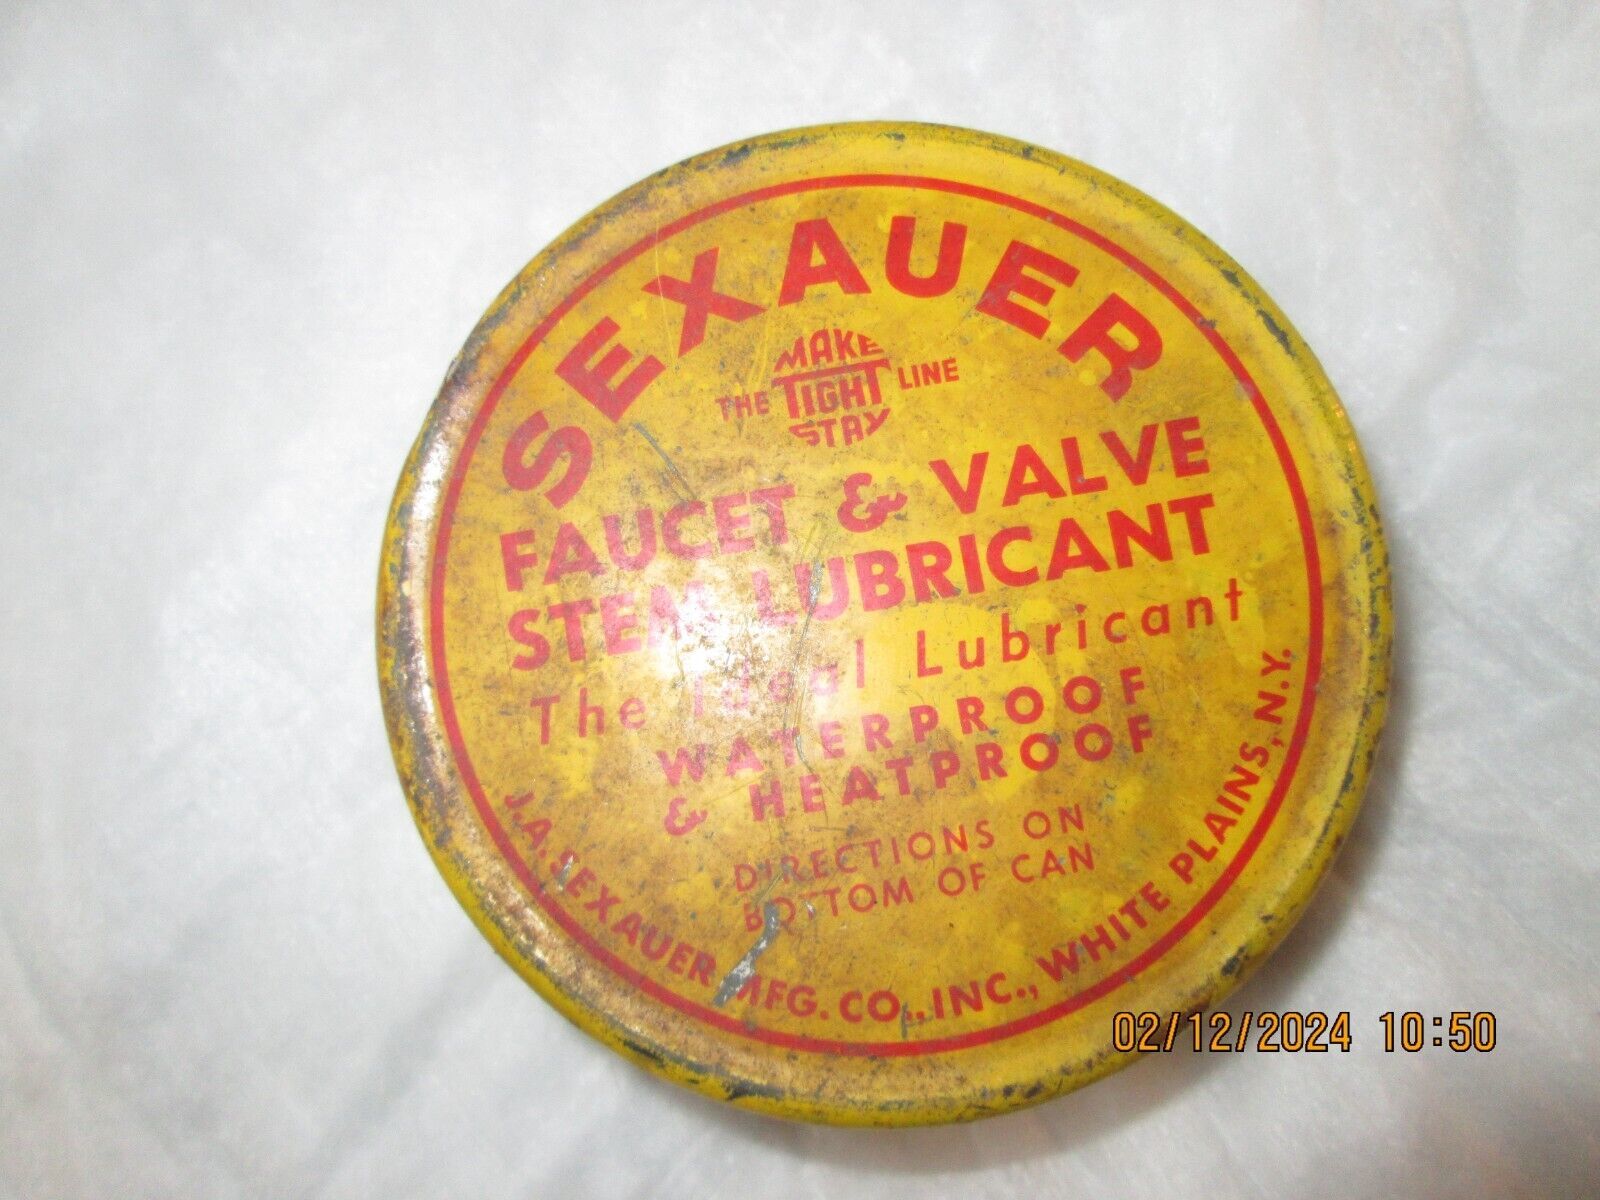 SEXAUER
MAKE
THE TIGHT LINE
STAY
FAUCET & VALVE
STEM LUBRICANT
The Ideal Lubricant
WATERPROOF
& HEATPROOF
DIRECTIONS ON
BOTTOM OF CAN
J.A. SEXAUER MFG. CO., INC., WHITE PLAINS, N.Y.
02/12/2024 10:50